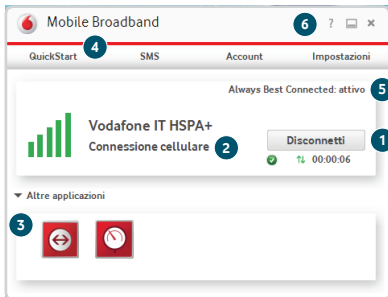 Mobile Broadband
6 ?
4
QuickStart SMS Account Impostazioni
Always Best Connected: attivo 5
Vodafone IT HSPA+
Connessione cellulare 2
Disconnetti 1
00:00:06
Altre applicazioni
3